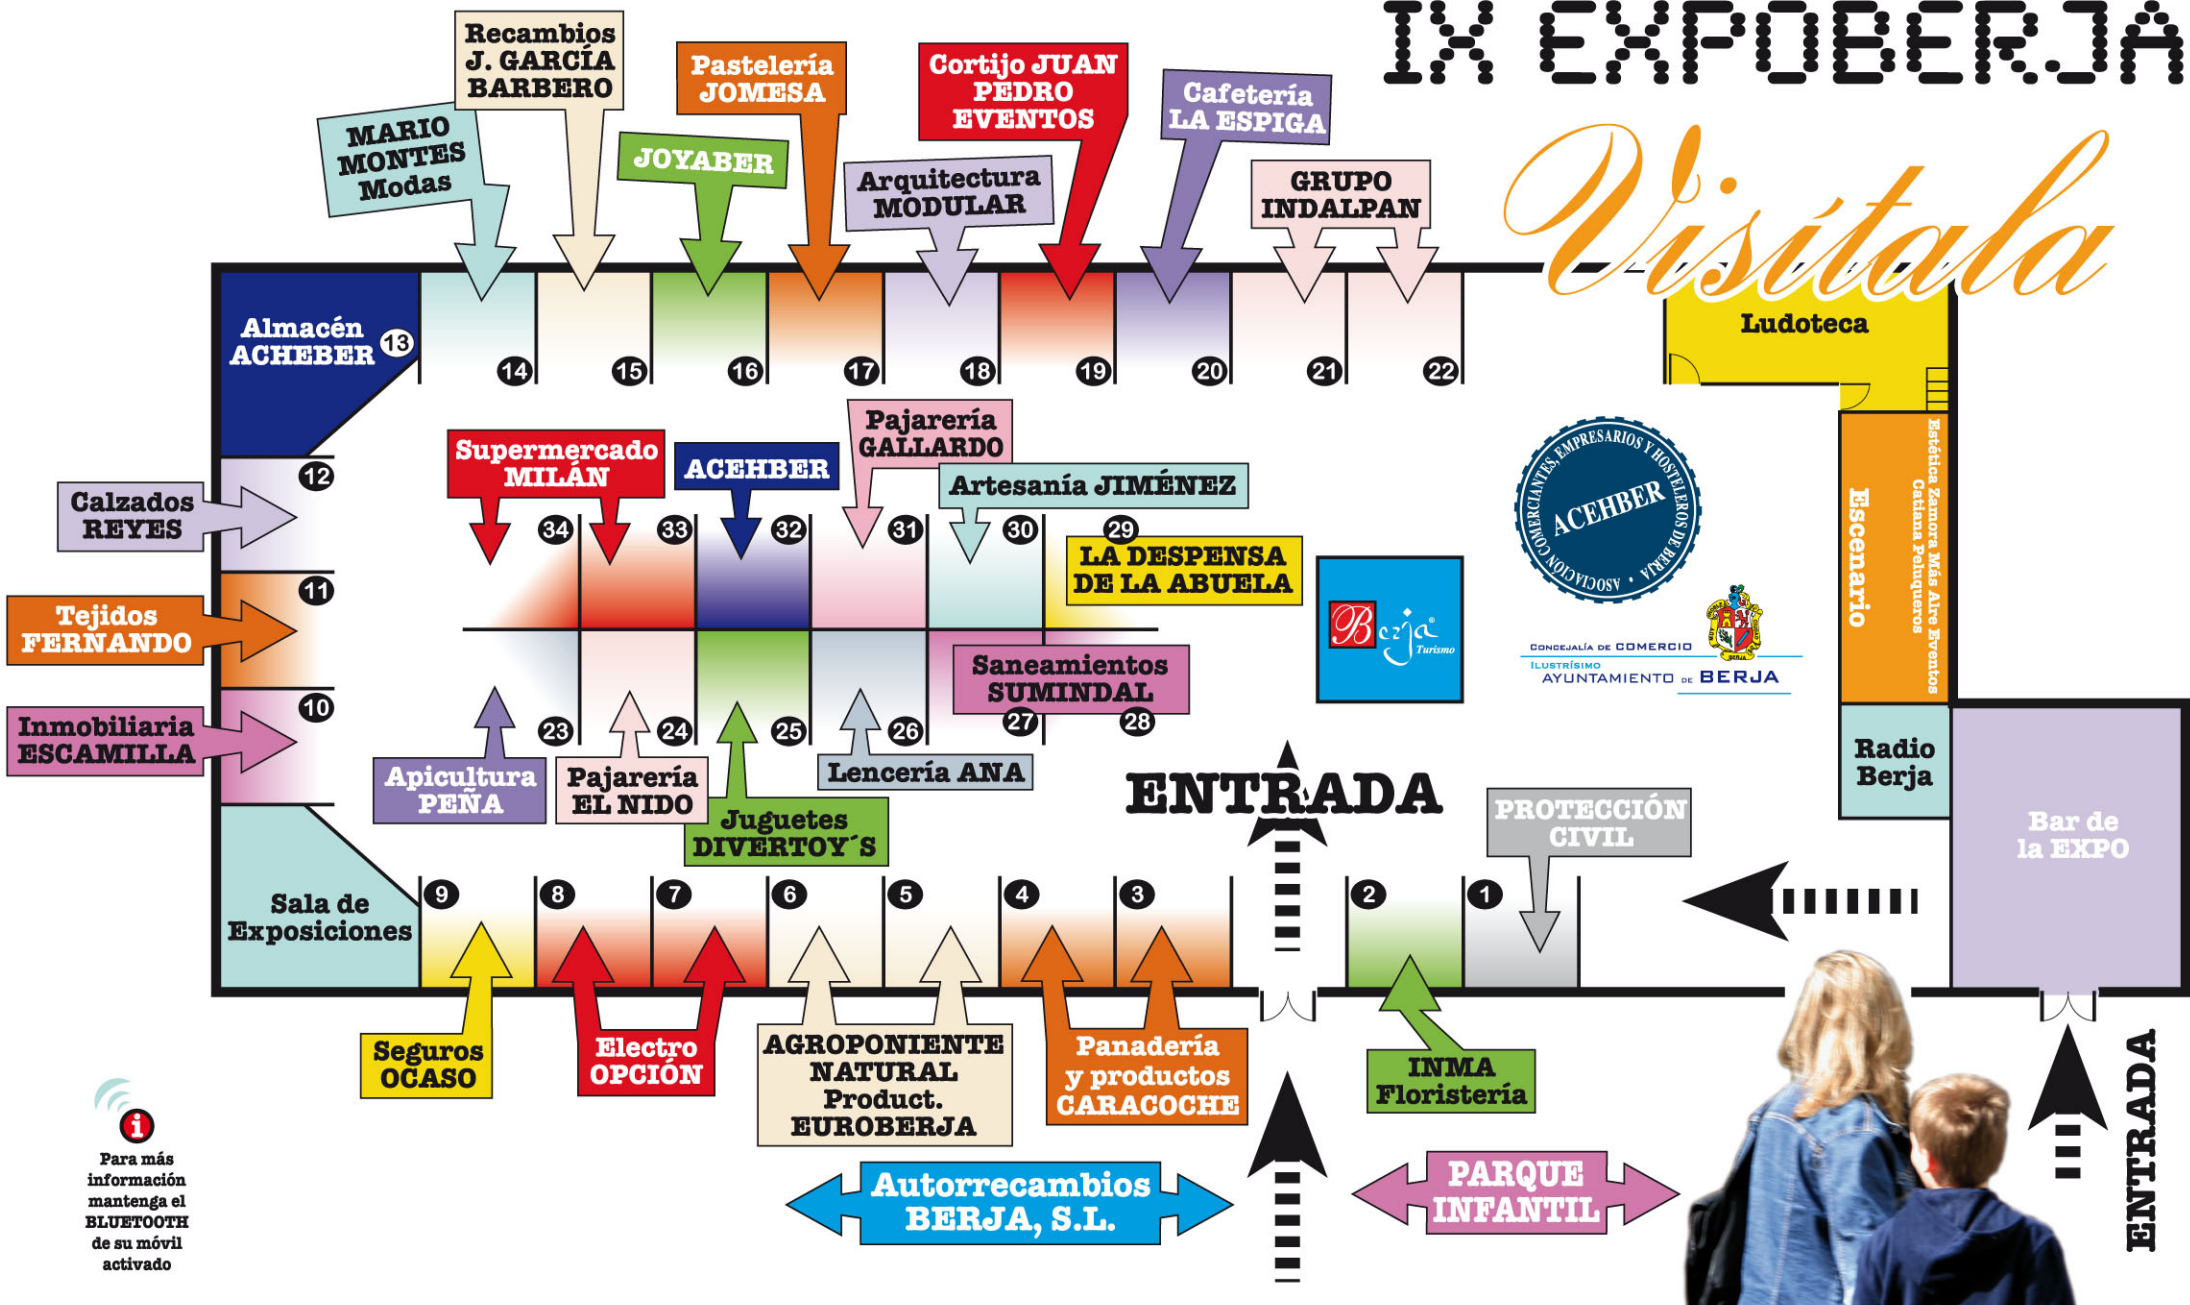 IX EXPOBERJA
Visítala
Recambios
J. GARCÍA
BARBERO
MARIO
MONTES
Modas
JOYABER
Pastelería
JOMESA
Arquitectura
MODULAR
Cortijo JUAN
PEDRO
EVENTOS
Cafetería
LA ESPIGA
GRUPO
INDALPAN
Almacén
ACHEBER
13
14
15
16
17
18
19
20
21
22
Ludoteca
Escenario
Estética Zamora Más Aire Eventos
Catiama Peluqueros
Radio
Berja
Bar de
la EXPO
12
Calzados
REYES
11
Tejidos
FERNANDO
10
Inmobiliaria
ESCAMILLA
Supermercado
MILÁN
ACEHBER
Pajarería
GALLARDO
Artesanía JIMÉNEZ
34
33
32
31
30
29
LA DESPENSA
DE LA ABUELA
Saneamientos
SUMINDAL
23
24
25
26
27
28
Apicultura
PEÑA
Pajarería
EL NIDO
Juguetes
DIVERTOY´S
Lencería ANA
Berja®
Turismo
ASOCIACIÓN COMERCIANTES, EMPRESARIOS Y HOSTELEROS DE BERJA •
ACEHBER
CONCEJALÍA DE COMERCIO
ILUSTRÍSIMO
AYUNTAMIENTO DE BERJA
BERJA
ENTRADA
PROTECCIÓN
CIVIL
Sala de
Exposiciones
9
8
7
6
5
4
3
2
1
Seguros
OCASO
Electro
OPCIÓN
AGROPONIENTE
NATURAL
Product.
EUROBERJA
Panadería
y productos
CARACOCHE
INMA
Floristería
Autorrecambios
BERJA, S.L.
PARQUE
INFANTIL
ENTRADA
i
Para más
información
mantenga el
BLUETOOTH
de su móvil
activado